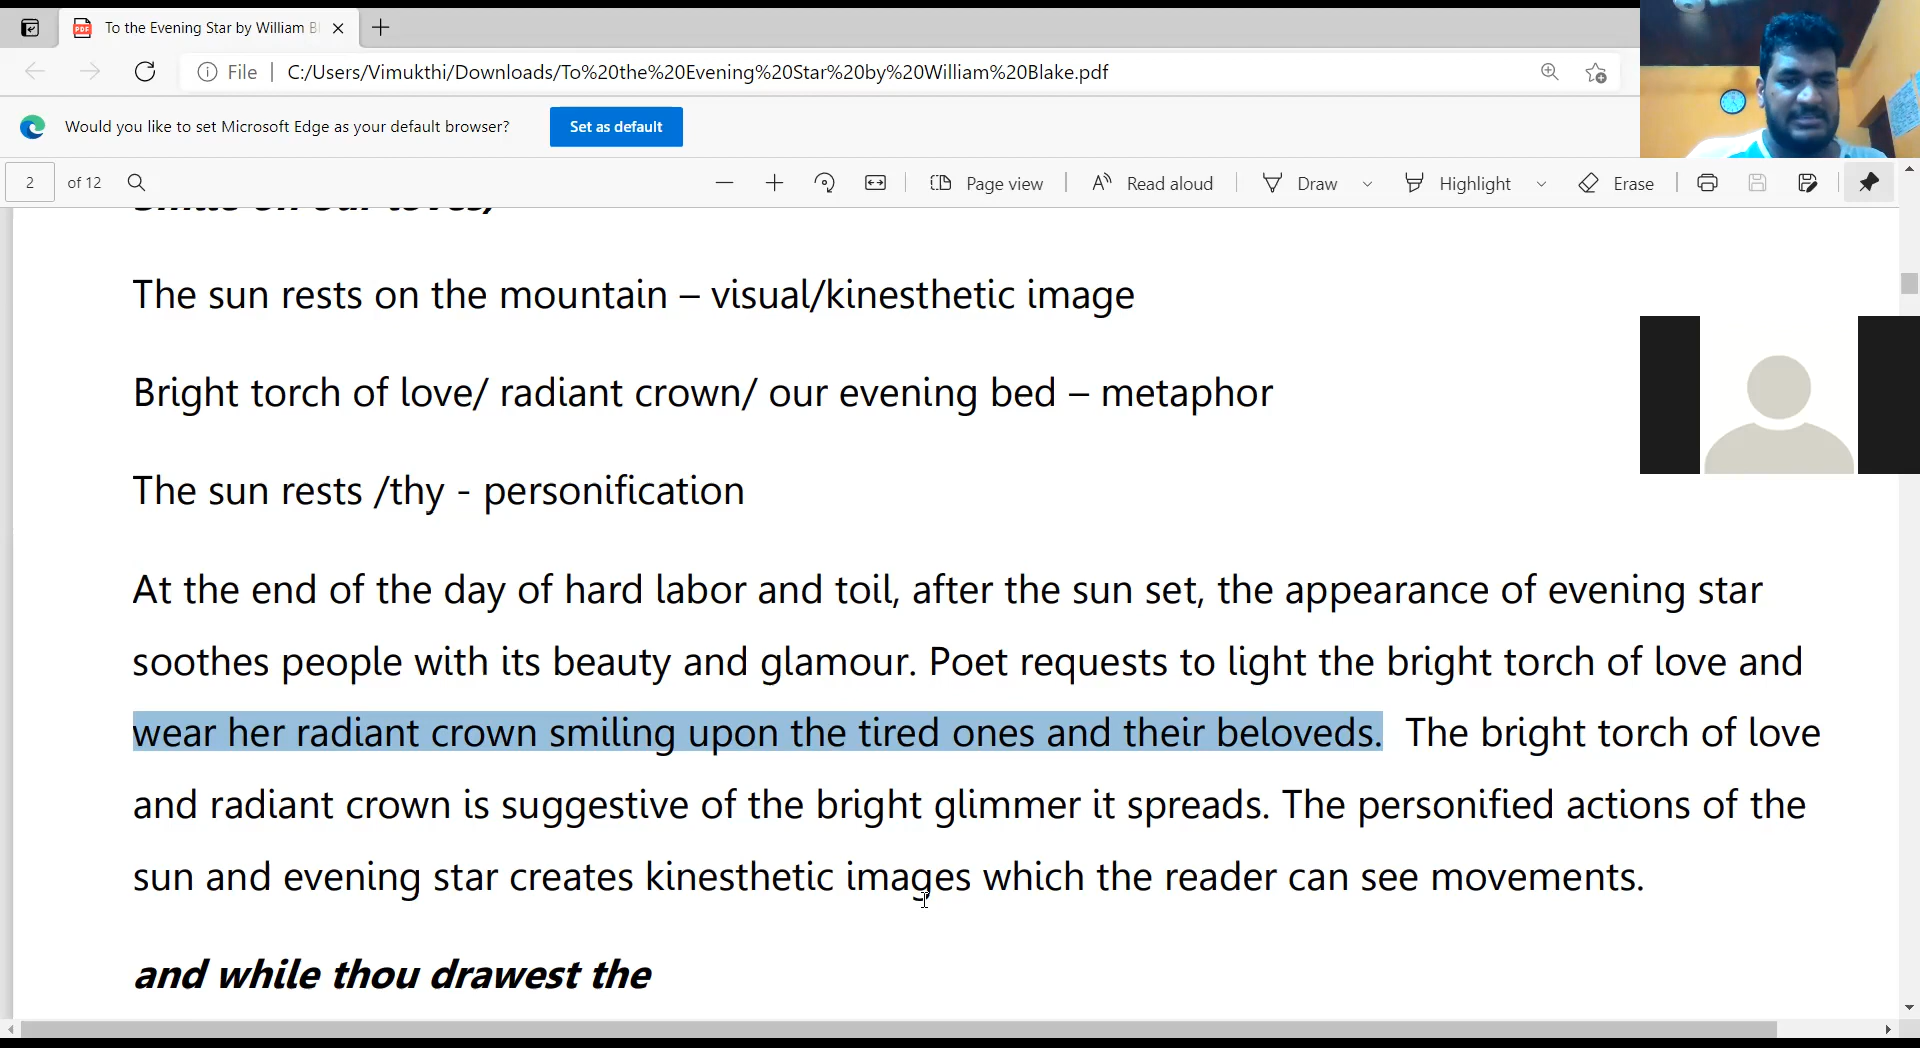 To the Evening Star by William Bl
File
C:/Users/Vimukthi/Downloads/To%20the%20Evening%20Star%20by%20William%20Blake.pdf
Would you like to set Microsoft Edge as your default browser? Set as default
2 of 12 Page view Read aloud Draw Highlight Erase
Smile on our loves,
The sun rests on the mountain – visual/kinesthetic image
Bright torch of love/ radiant crown/ our evening bed – metaphor
The sun rests /thy - personification
At the end of the day of hard labor and toil, after the sun set, the appearance of evening star
soothes people with its beauty and glamour. Poet requests to light the bright torch of love and
wear her radiant crown smiling upon the tired ones and their beloveds. The bright torch of love
and radiant crown is suggestive of the bright glimmer it spreads. The personified actions of the
sun and evening star creates kinesthetic images which the reader can see movements.
and while thou drawest the